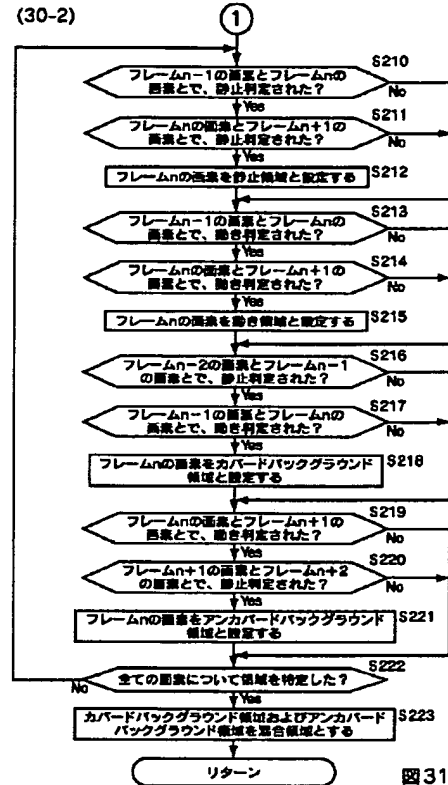 (30-2)
1
S210
フレームn−1の画素とフレームnの
画素とで、静止判定された?
No
Yes
S211
フレームnの画素とフレームn+1の
画素とで、静止判定された?
No
Yes
S212
フレームnの画素を静止領域と設定する
S213
フレームn−1の画素とフレームnの
画素とで、動き判定された?
No
Yes
S214
フレームnの画素とフレームn+1の
画素とで、動き判定された?
No
Yes
S215
フレームnの画素を動き領域と設定する
S216
フレームn−2の画素とフレームn−1
の画素とで、静止判定された?
No
Yes
S217
フレームn−1の画素とフレームnの
画素とで、動き判定された?
No
Yes
S218
フレームnの画素をカバードバックグラウンド
領域と設定する
S219
フレームnの画素とフレームn+1の
画素とで、動き判定された?
No
Yes
S220
フレームn+1の画素とフレームn+2
の画素とで、静止判定された?
No
Yes
S221
フレームnの画素をアンカバードバックグラウンド
領域と設定する
S222
全ての画素について領域を特定した?
No
Yes
S223
カバードバックグラウンド領域およびアンカバード
バックグラウンド領域を混合領域とする
リターン
図31